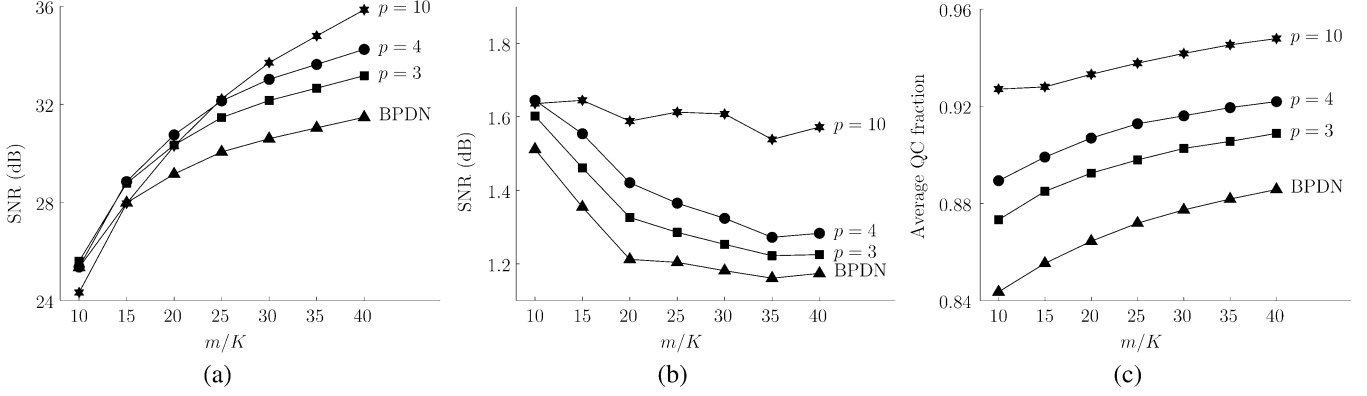 36
32
28
24
SNR (dB)
p = 10
p = 4
p = 3
BPDN
10 15 20 25 30 35 40
m/K
(a)
1.8
1.6
1.4
1.2
SNR (dB)
p = 10
p = 4
p = 3
BPDN
10 15 20 25 30 35 40
m/K
(b)
0.96
0.92
0.88
0.84
Average QC fraction
p = 10
p = 4
p = 3
BPDN
10 15 20 25 30 35 40
m/K
(c)